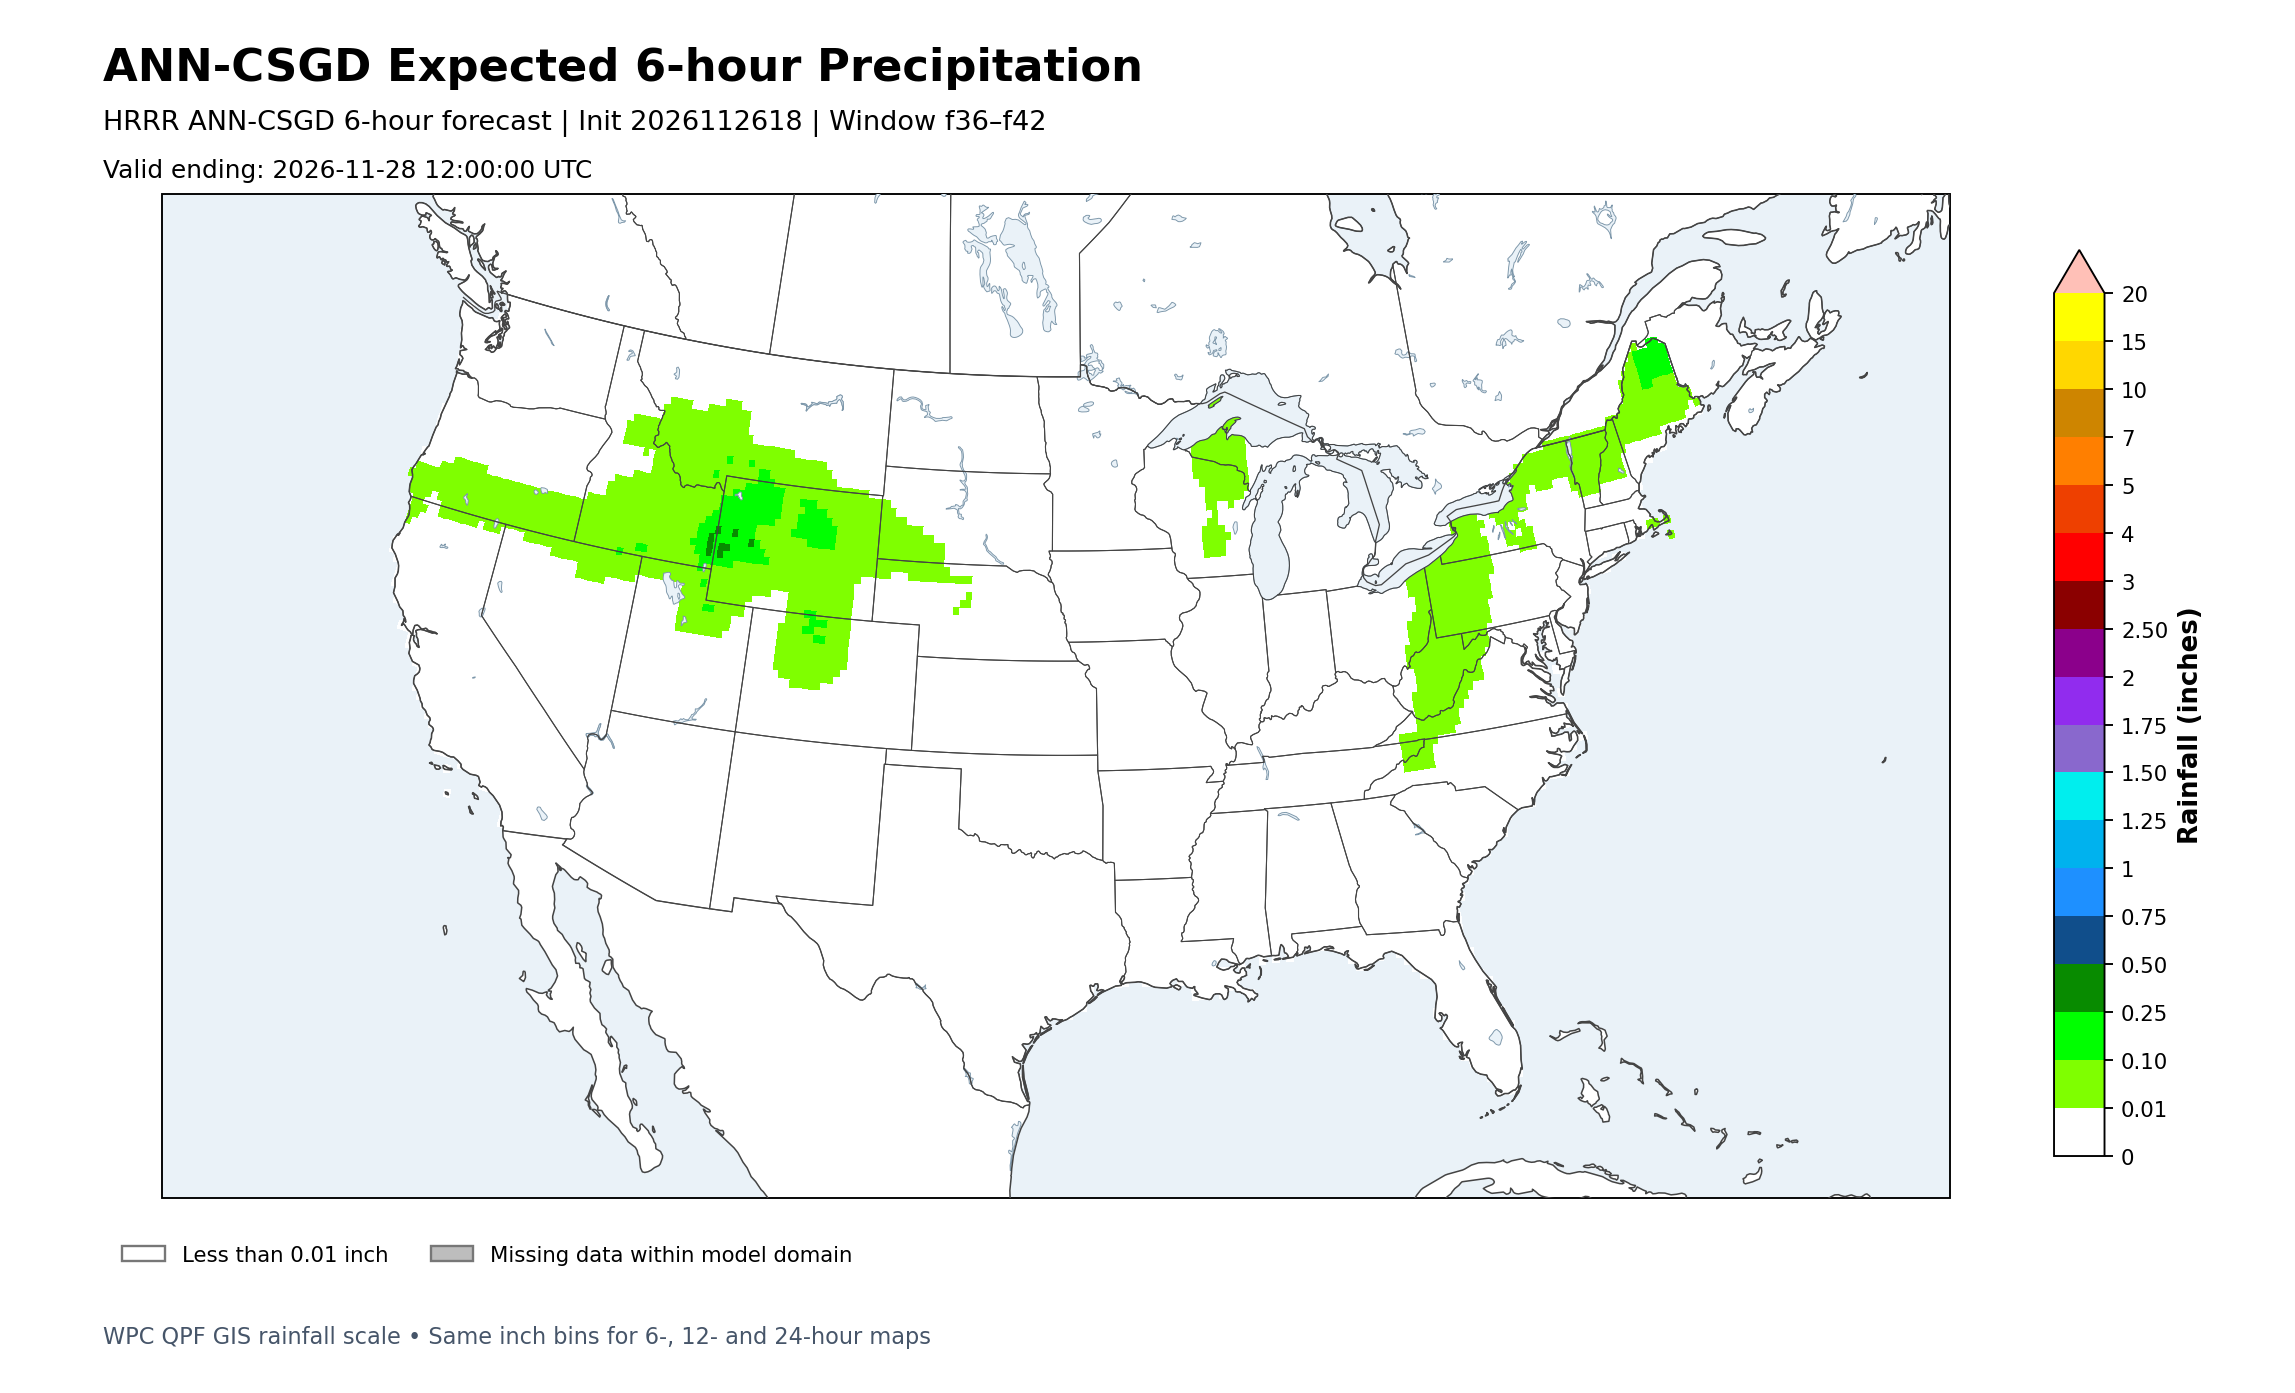 ANN-CSGD Expected 6-hour Precipitation
HRRR ANN-CSGD 6-hour forecast | Init 2026112618 | Window f36–f42
Valid ending: 2026-11-28 12:00:00 UTC
20
15
10
7
5
4
3
2.50
2
1.75
1.50
1.25
1
0.75
0.50
0.25
0.10
0.01
0
Rainfall (inches)
Less than 0.01 inch
Missing data within model domain
WPC QPF GIS rainfall scale • Same inch bins for 6-, 12- and 24-hour maps